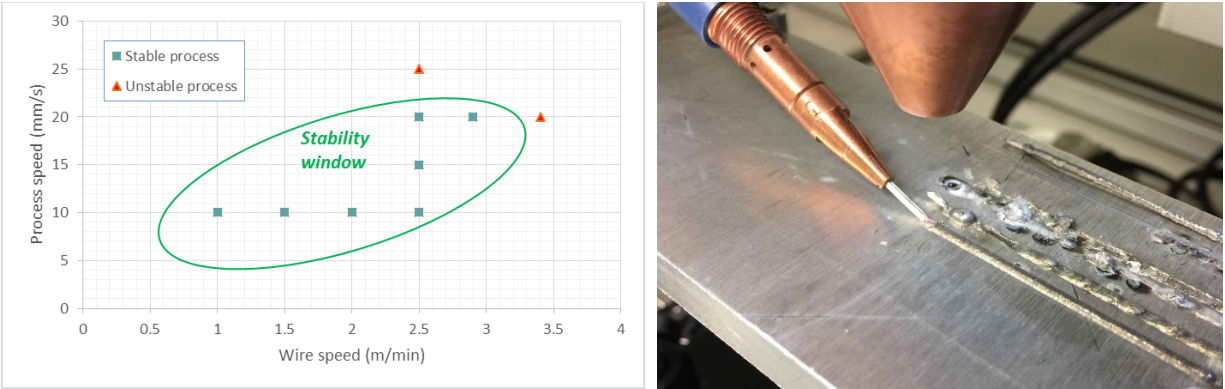 30
25
20
15
10
5
0
Process speed (mm/s)
Stable process
Unstable process
Stability
window
0 0.5 1 1.5 2 2.5 3 3.5 4
Wire speed (m/min)